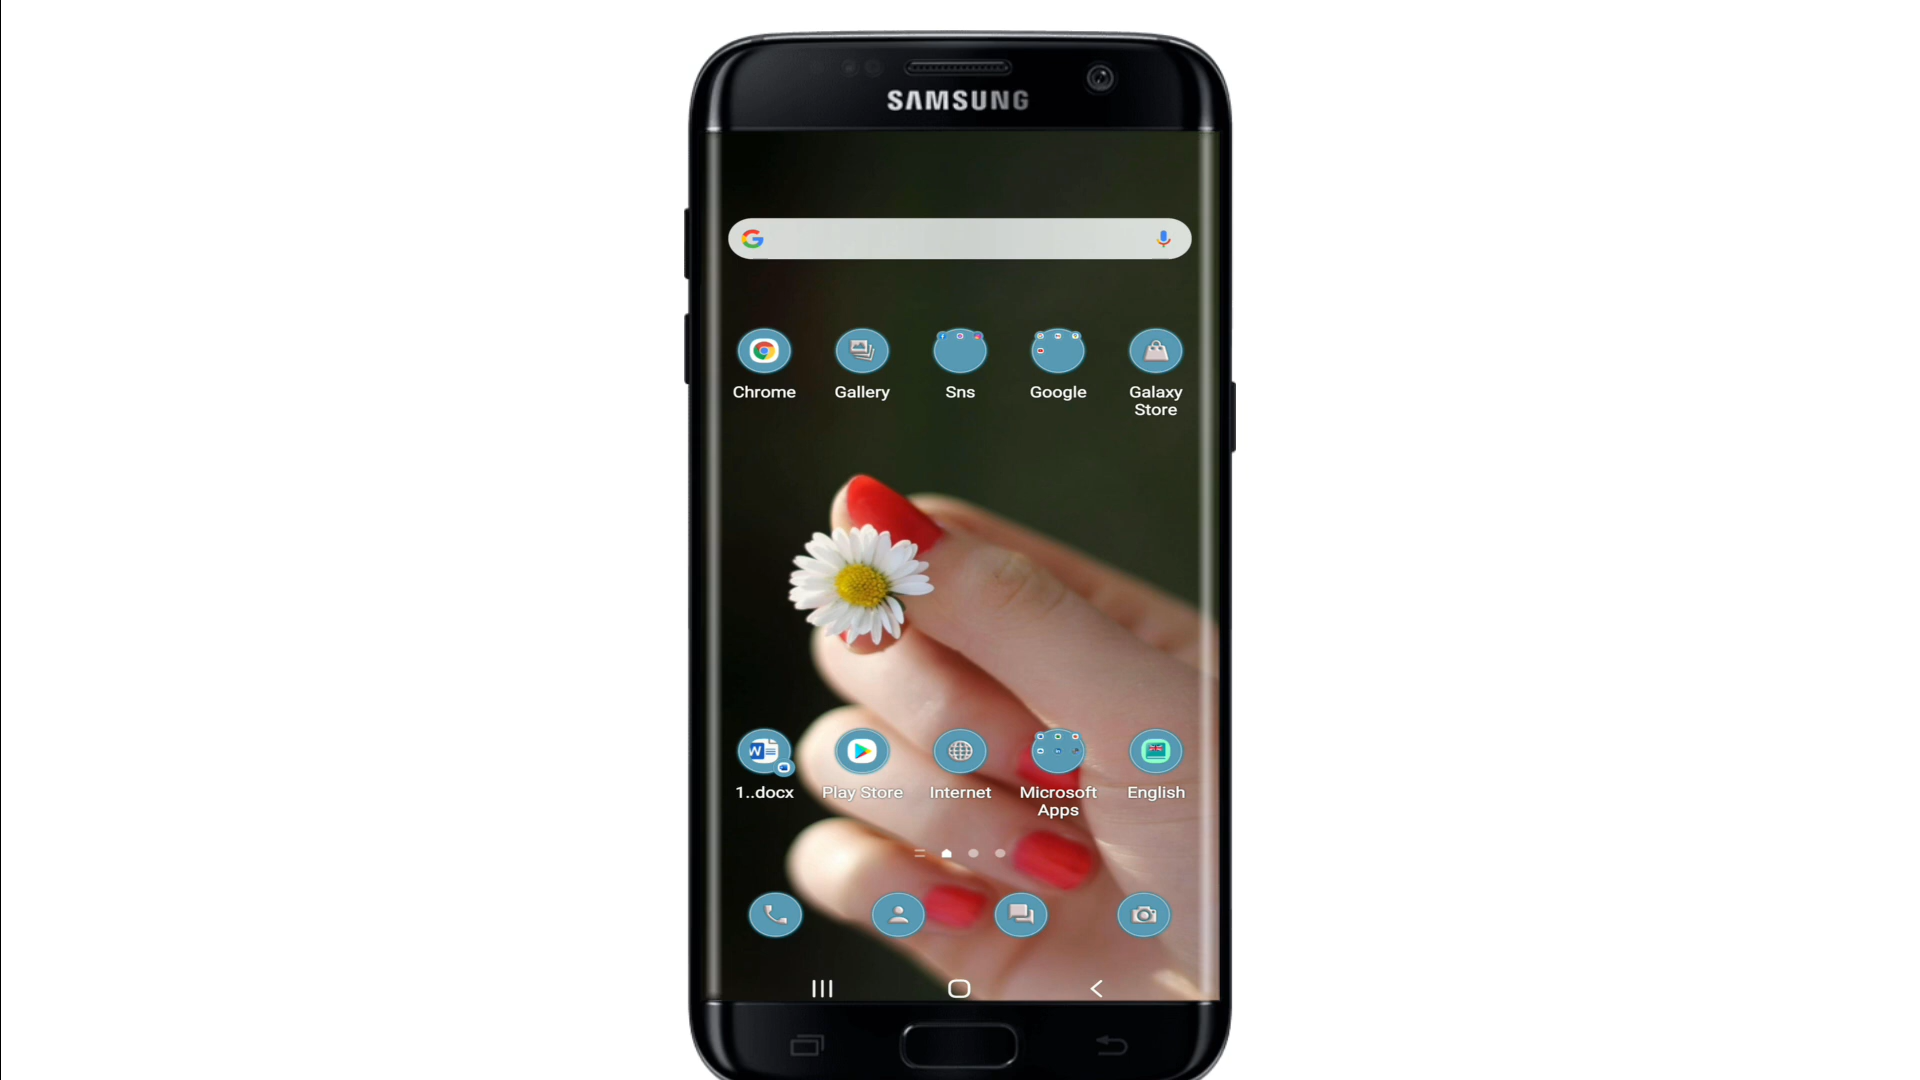 SAMSUNG
Chrome
Gallery
Sns
Google
Galaxy
Store
1..docx
Play Store
Internet
Microsoft
Apps
English